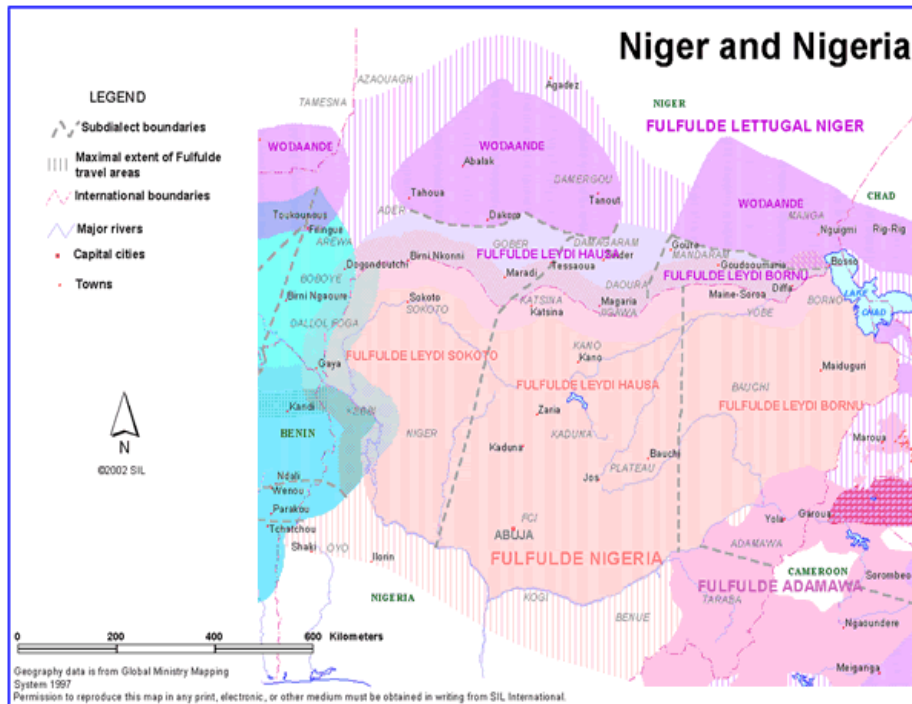 Niger and Nigeria
LEGEND
Subdialect boundaries
Maximal extent of Fulfulde
travel areas
International boundaries
Major rivers
Capital cities
Towns
N
©2002 SIL
AZAOUAGH
TAMESNA
Agadez
NIGER
FULFULDE LETTUGAL NIGER
WODAANDE
WODAANDE
Abalak
DAMERGOU
Tahoua
Tanout
WODAANDE
CHAD
MANGA
ADER
Dakoro
Toukounous
Filingue
AREWA
GOBER
DAMAGARAM
Goure
MANDARAM
Nguigmi
Rig-Rig
FULFULDE LEYDI HAUSA
Dogondoutchi
Birni Nkonni
Tessaoua
Zinder
Goudoumaria
Bosso
Maradi
FULFULDE LEYDI BORNU
BOBOYE
DAOURA
Diffa
LAKE
Birni Ngaoure
Sokoto
SOKOTO
KATSINA
Katsina
Magaria
JIGAWA
Maine-Soroa
BORNO
CHAD
YOBE
DALLOL FOGA
KANO
Kano
Gaya
FULFULDE LEYDI SOKOTO
Maiduguri
FULFULDE LEYDI HAUSA
BAUCHI
FULFULDE LEYDI BORNU
Kandi
KEBBI
Zaria
BENIN
NIGER
KADUNA
Maroua
Bauchi
PLATEAU
Jos
Ndali
Wenou
Parakou
Tchatchou
FCI
ABUJA
Yola
Garoua
Shaki
OYO
Ilorin
FULFULDE NIGERIA
ADAMAWA
CAMEROON
FULFULDE ADAMAWA
NIGERIA
KOGI
BENUE
TARABA
Ngaoundere
Meiganga
0 200 400 600 Kilometers
Geography data is from Global Ministry Mapping
System 1997
Permission to reproduce this map in any print, electronic, or other medium must be obtained in writing from SIL International.